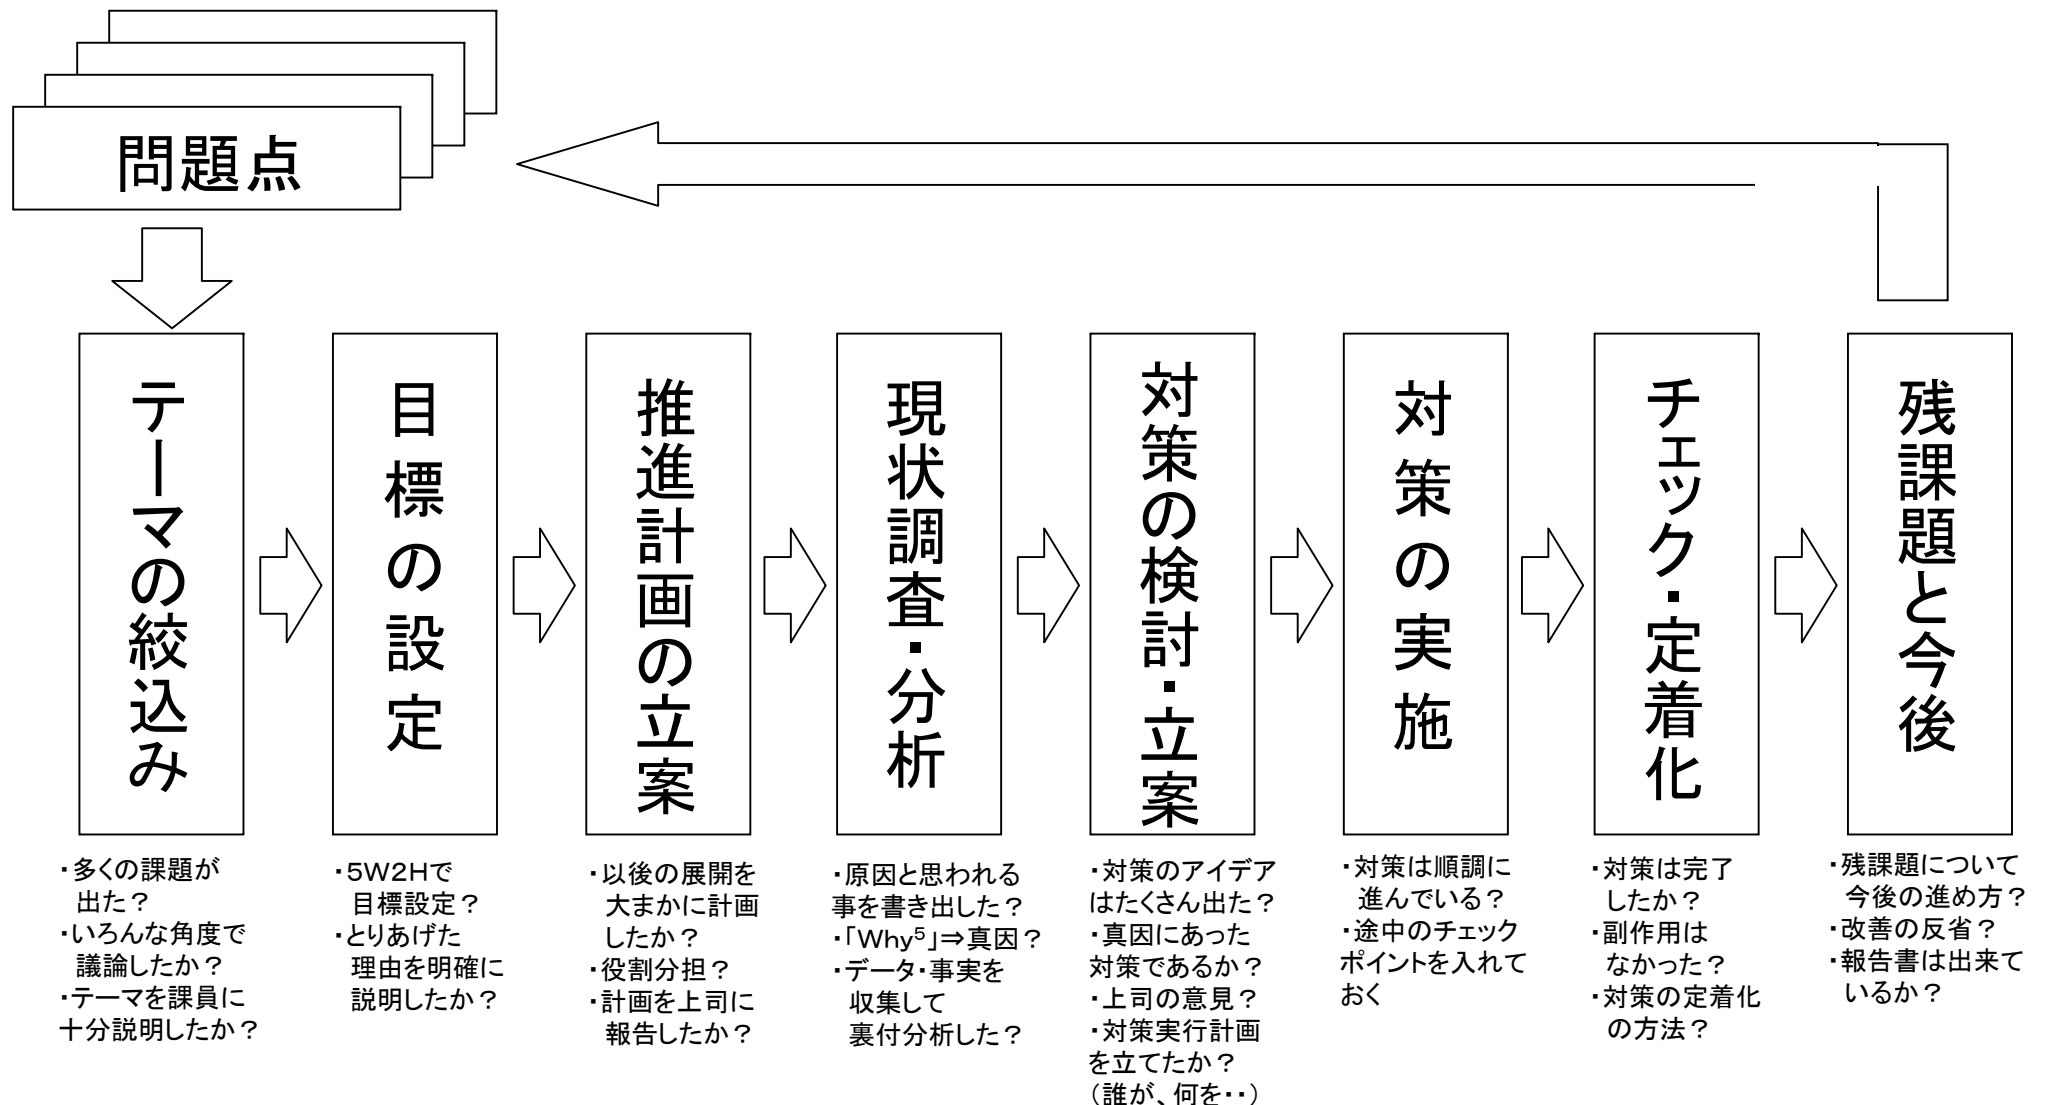 問題点
テーマの絞込み
目標の設定
推進計画の立案
現状調査・分析
対策の検討・立案
対策の実施
チェック・定着化
残課題と今後
・多くの課題が
出た？
・いろんな角度で
議論したか？
・テーマを課員に
十分説明したか？
・5W2Hで
目標設定？
・とりあげた
理由を明確に
説明したか？
・以後の展開を
大まかに計画
したか？
・役割分担？
・計画を上司に
報告したか？
・原因と思われる
事を書き出した？
・「Why⁵」⇒真因？
・データ・事実を
収集して
裏付分析した？
・対策のアイデア
はたくさん出た？
・真因にあった
対策であるか？
・上司の意見？
・対策実行計画
を立てたか？
（誰が、何を・・）
・対策は順調に
進んでいる？
・途中のチェック
ポイントを入れて
おく
・対策は完了
したか？
・副作用は
なかった？
・対策の定着化
の方法？
・残課題について
今後の進め方？
・改善の反省？
・報告書は出来て
いるか？